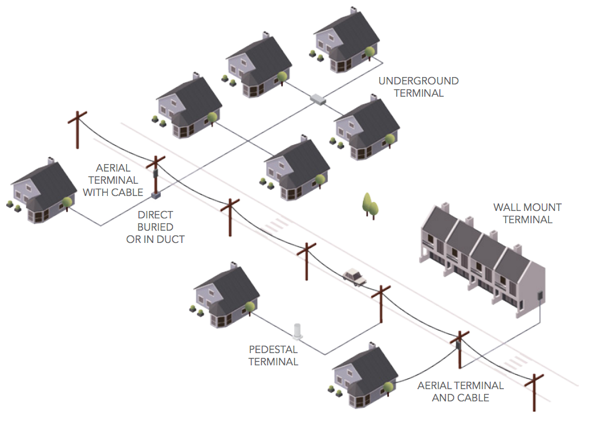 UNDERGROUND
TERMINAL
AERIAL
TERMINAL
WITH CABLE
DIRECT
BURIED
OR IN DUCT
WALL MOUNT
TERMINAL
PEDESTAL
TERMINAL
AERIAL TERMINAL
AND CABLE